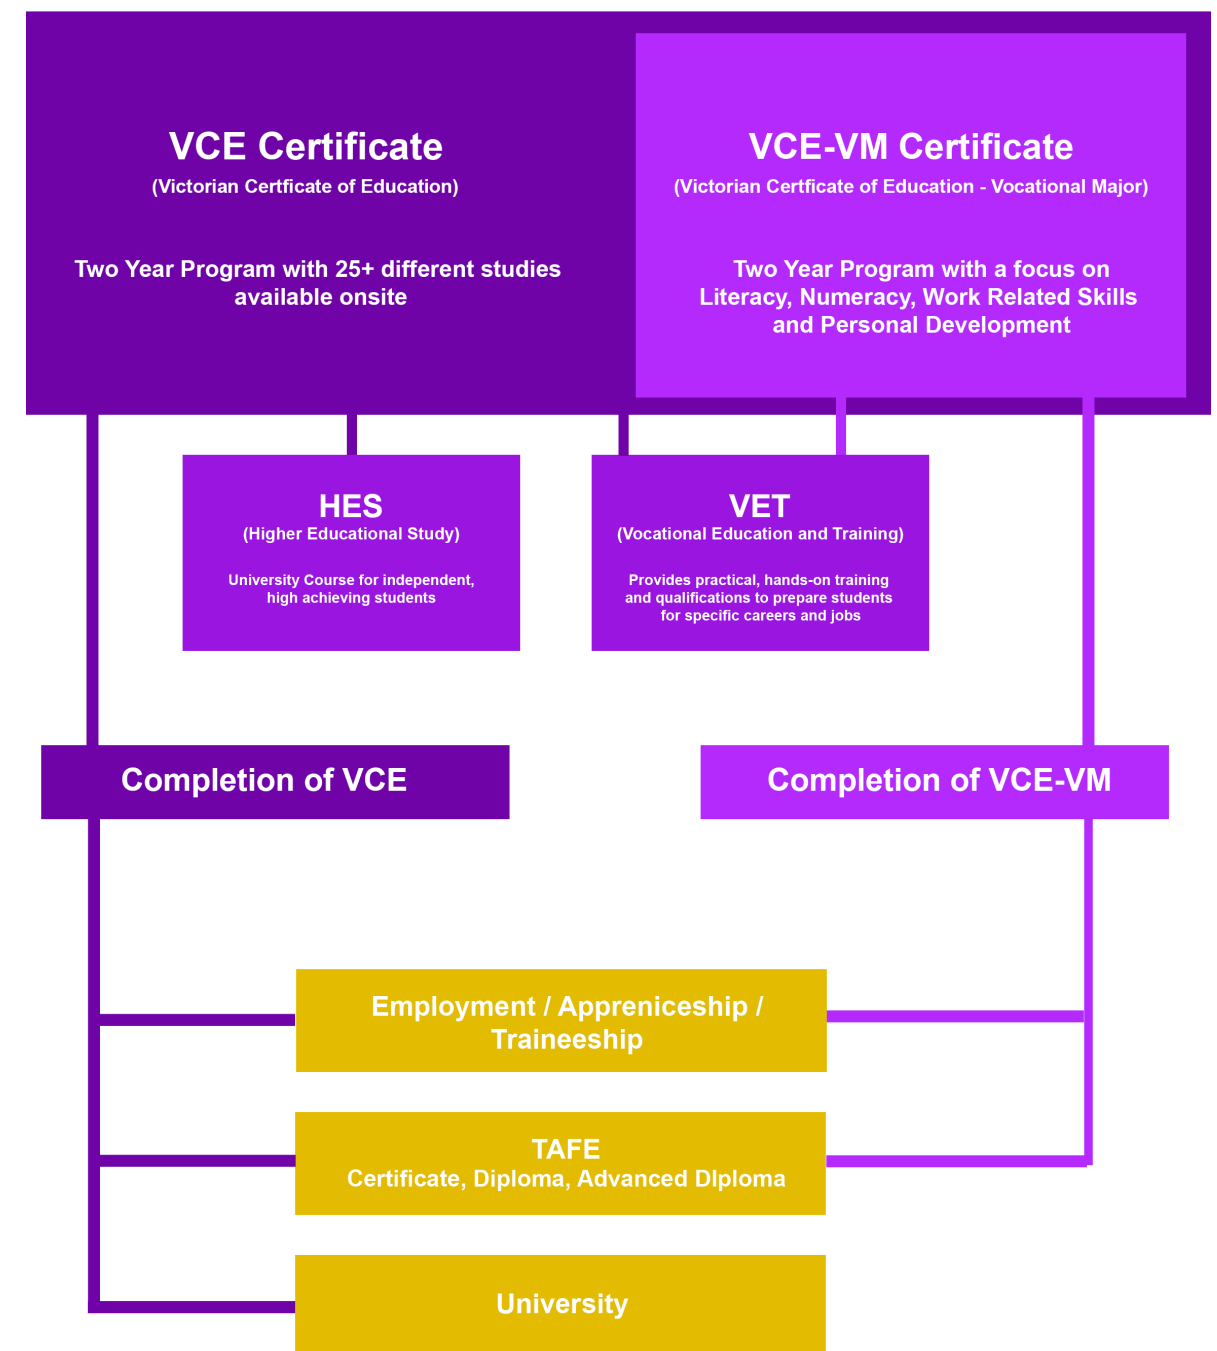 VCE Certificate
(Victorian Certficate of Education)
Two Year Program with 25+ different studies
available onsite
VCE-VM Certificate
(Victorian Certficate of Education - Vocational Major)
Two Year Program with a focus on
Literacy, Numeracy, Work Related Skills
and Personal Development
HES
(Higher Educational Study)
University Course for independent,
high achieving students
VET
(Vocational Education and Training)
Provides practical, hands-on training
and qualifications to prepare students
for specific careers and jobs
Completion of VCE
Completion of VCE-VM
Employment / Appreniceship /
Traineeship
TAFE
Certificate, Diploma, Advanced DIploma
University